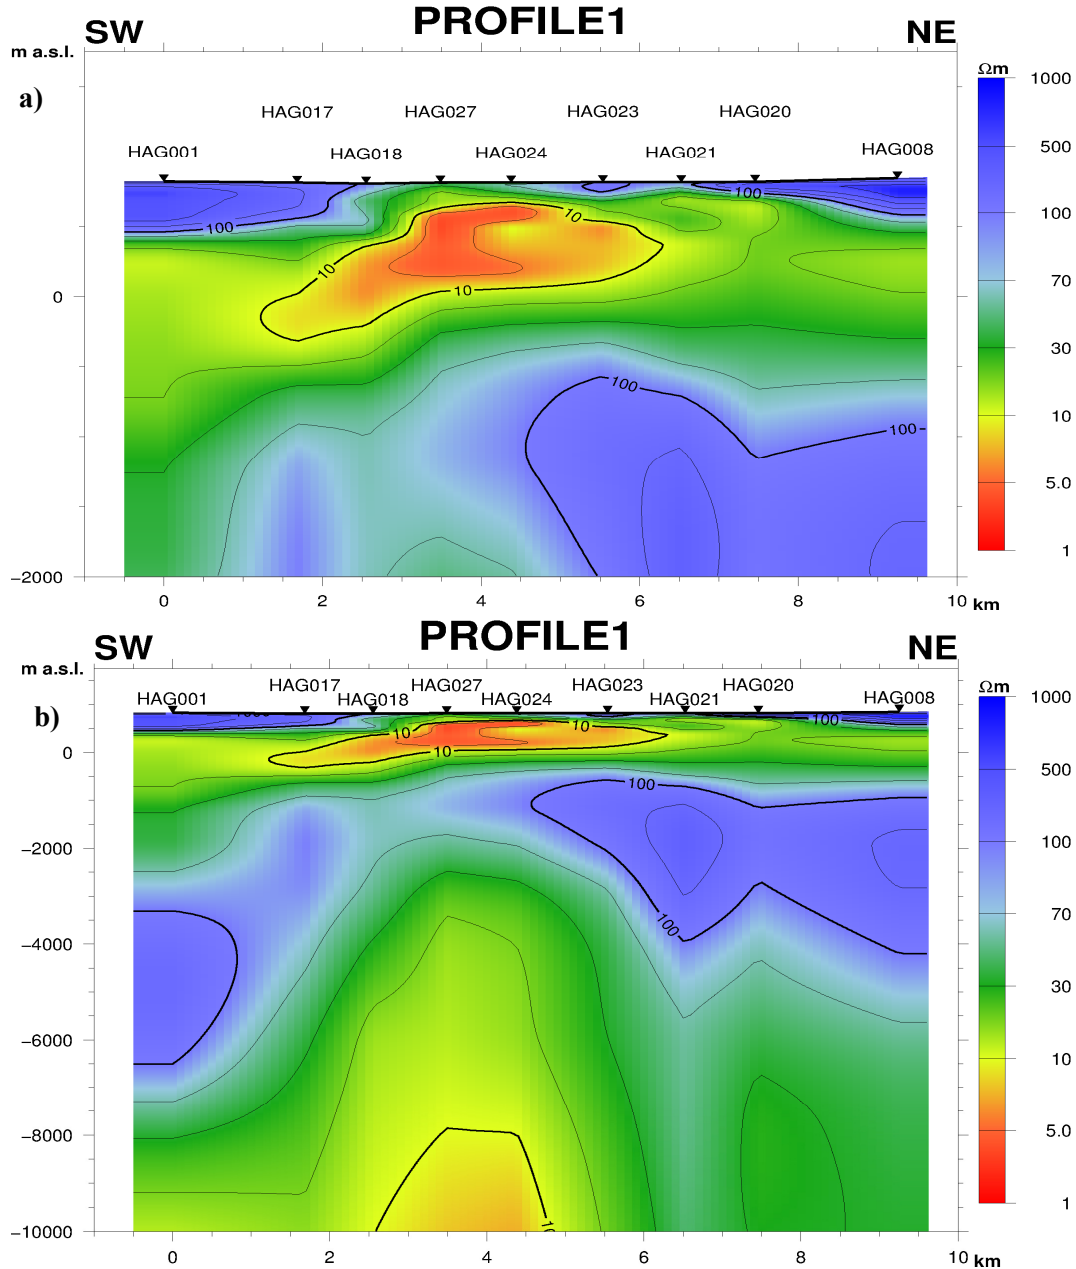 PROFILE1
SW NE
m a.s.l.
a)
Ωm
1000
HAG017 HAG027 HAG023 HAG020
HAG001 HAG018 HAG024 HAG021 HAG008
500
100
100
100
10
70
10
10
0
30
100
10
100
5.0
1
−2000
0 2 4 6 8 10 km
PROFILE1
SW NE
m a.s.l.
HAG017 HAG027 HAG023 HAG020
Ωm
HAG001 HAG018 HAG024 HAG021 HAG008
1000
b)
100
10 10
0
10
500
100
−2000
100
100
70
−4000
30
−6000
10
−8000
5.0
10
1
−10000
0 2 4 6 8 10 km